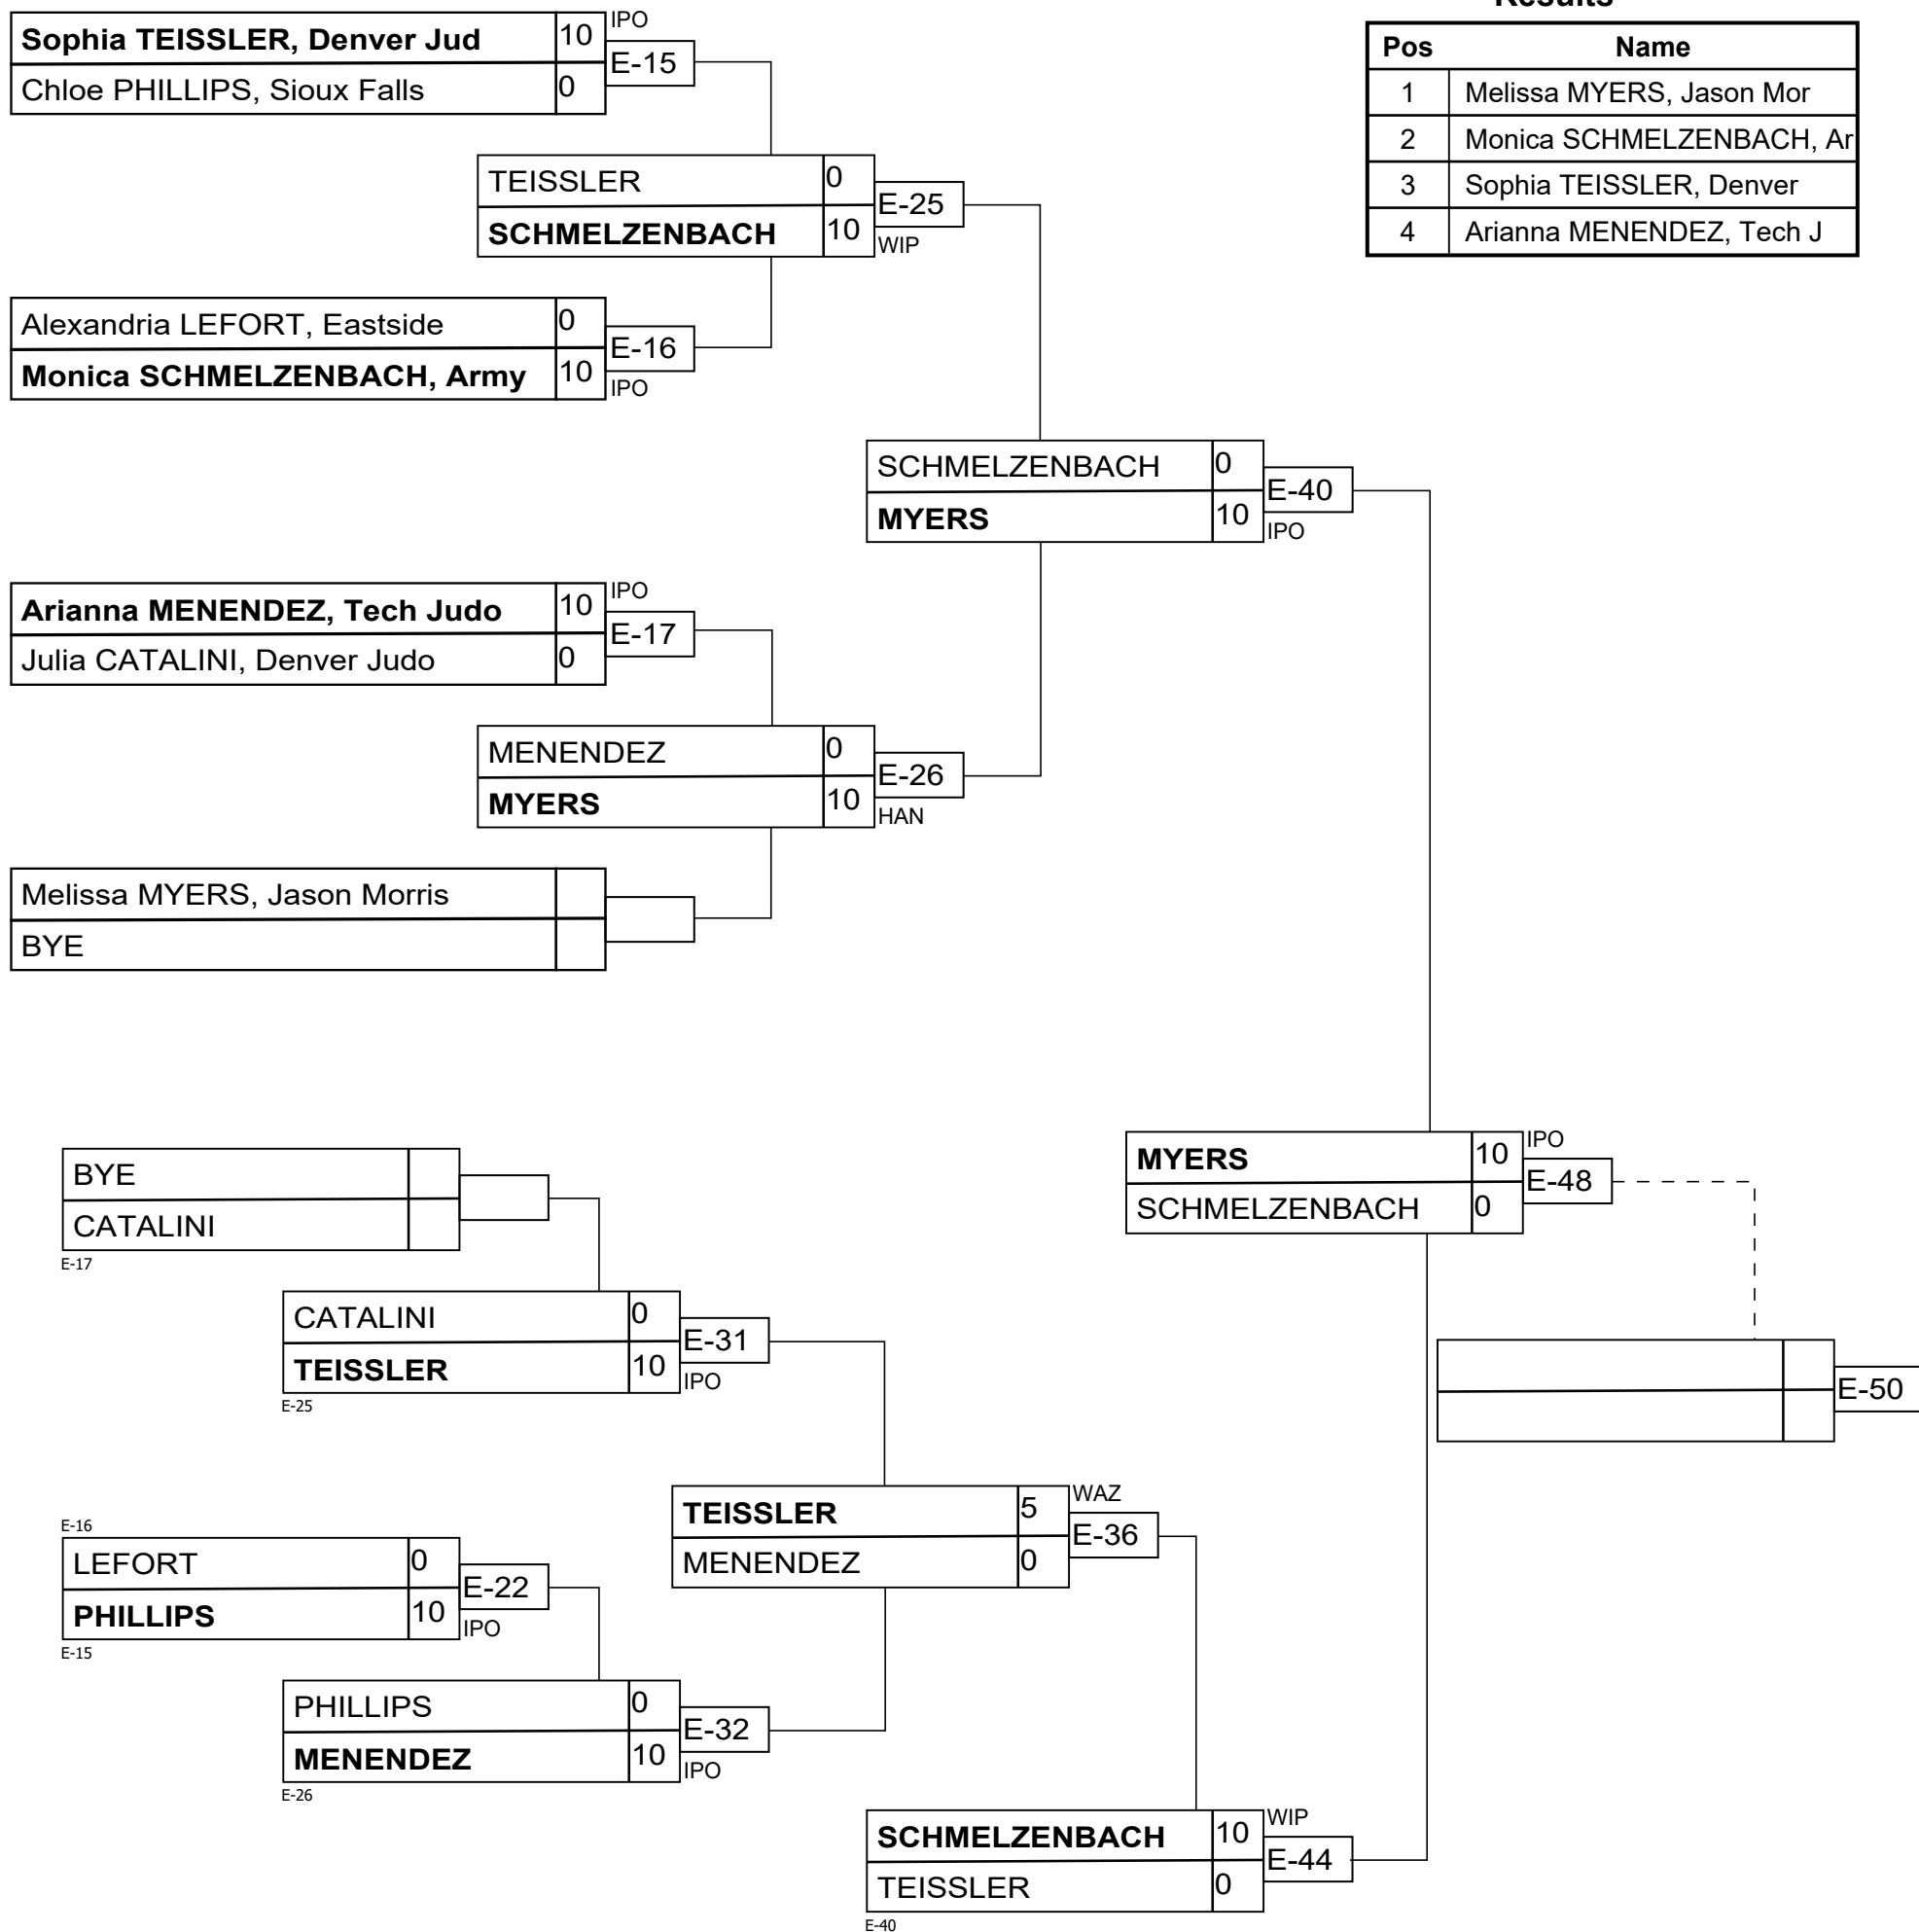 Results
Pos Name
1 Melissa MYERS, Jason Mor
2 Monica SCHMELZENBACH, Ar
3 Sophia TEISSLER, Denver
4 Arianna MENENDEZ, Tech J
IPO
Sophia TEISSLER, Denver Jud 10
E-15
Chloe PHILLIPS, Sioux Falls 0
TEISSLER 0
E-25
SCHMELZENBACH 10
WIP
Alexandria LEFORT, Eastside 0
E-16
Monica SCHMELZENBACH, Army 10
IPO
SCHMELZENBACH 0
E-40
MYERS 10
IPO
IPO
Arianna MENENDEZ, Tech Judo 10
E-17
Julia CATALINI, Denver Judo 0
MENENDEZ 0
E-26
MYERS 10
HAN
Melissa MYERS, Jason Morris
BYE
IPO
MYERS 10
E-48
SCHMELZENBACH 0
BYE
CATALINI
E-17
CATALINI 0
E-31
TEISSLER 10
IPO
E-25
E-50
WAZ
TEISSLER 5
E-36
MENENDEZ 0
E-16
LEFORT 0
E-22
PHILLIPS 10
IPO
E-15
PHILLIPS 0
E-32
MENENDEZ 10
IPO
E-26
WIP
SCHMELZENBACH 10
E-44
TEISSLER 0
E-40